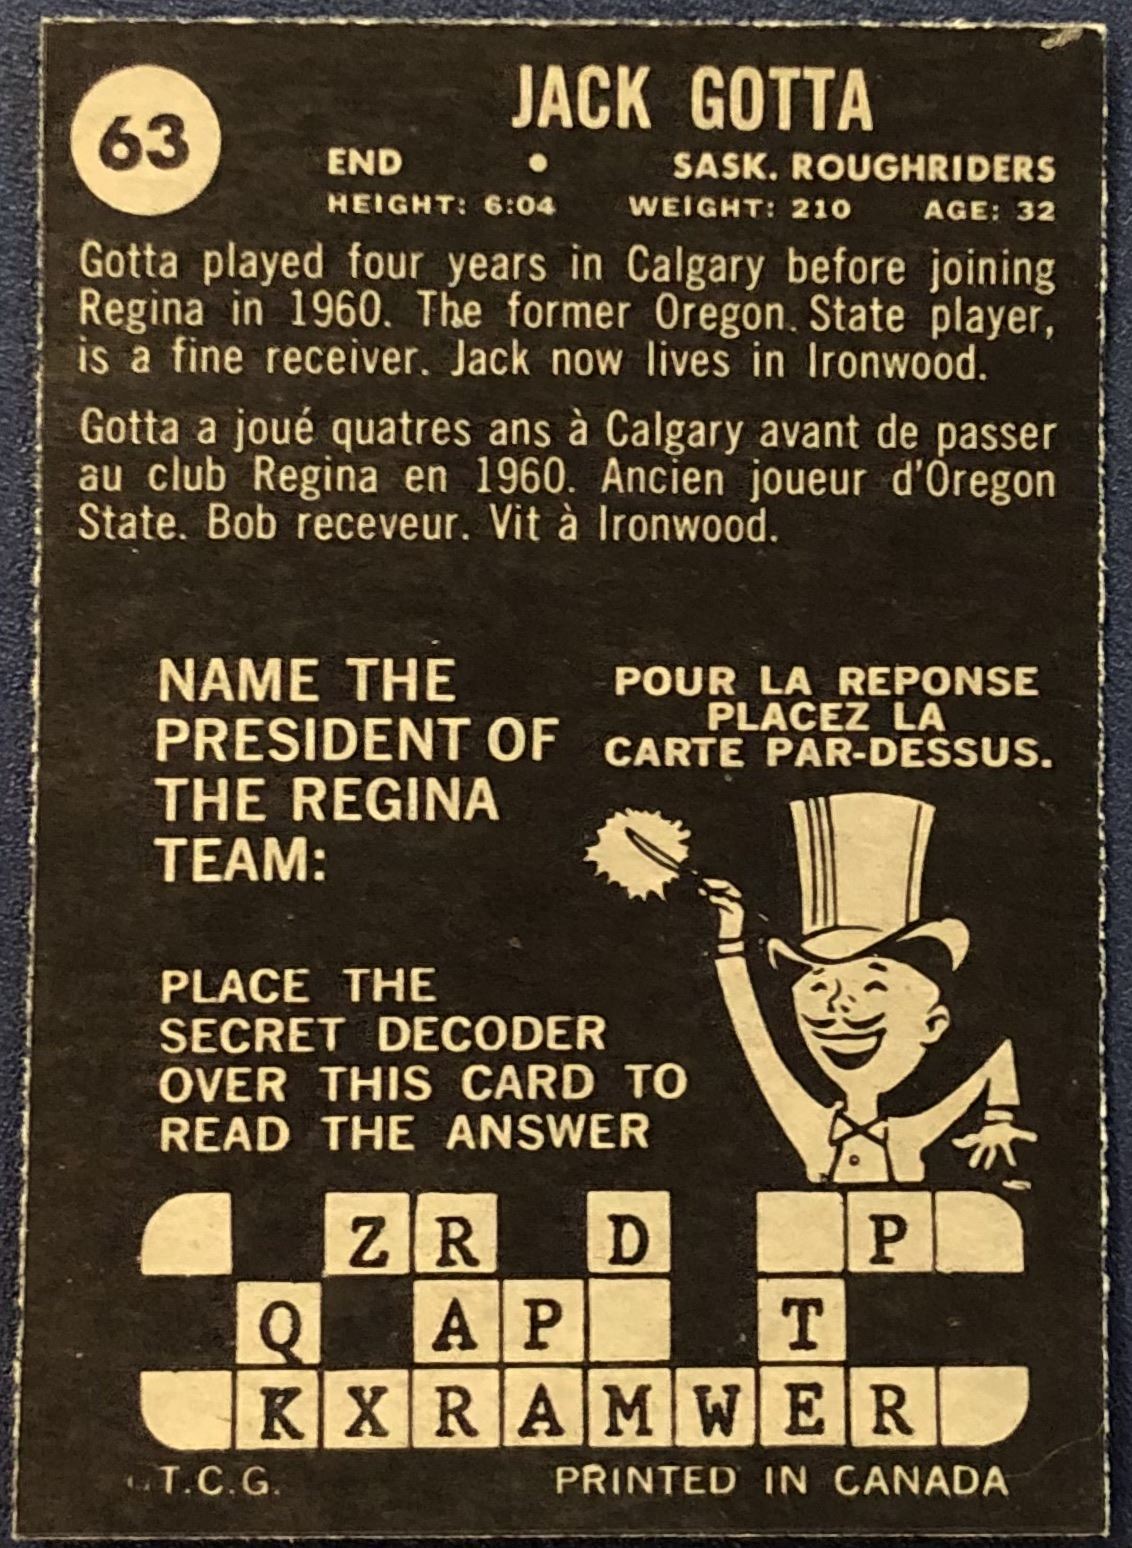 63
JACK GOTTA
END • SASK. ROUGHRIDERS
HEIGHT: 6:04 WEIGHT: 210 AGE: 32
Gotta played four years in Calgary before joining
Regina in 1960. The former Oregon State player,
is a fine receiver. Jack now lives in Ironwood.
Gotta a joué quatres ans à Calgary avant de passer
au club Regina en 1960. Ancien joueur d'Oregon
State. Bob receveur. Vit à Ironwood.
NAME THE
PRESIDENT OF
THE REGINA
TEAM:
POUR LA REPONSE
PLACEZ LA
CARTE PAR-DESSUS.
PLACE THE
SECRET DECODER
OVER THIS CARD TO
READ THE ANSWER
Z R D P
Q A P T
K X R A M W E R
T.C.G. PRINTED IN CANADA